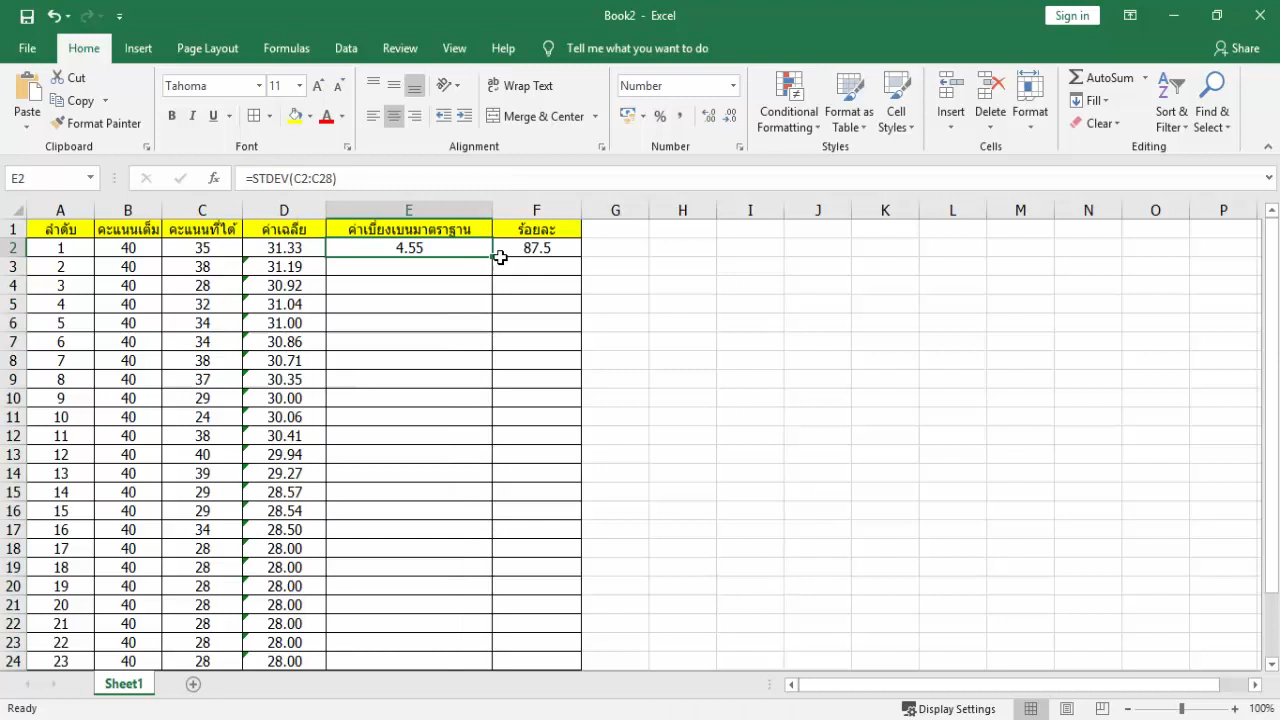 Book2 - Excel
Sign in
File Home Insert Page Layout Formulas Data Review View Help Tell me what you want to do Share
Paste
Cut
Copy
Format Painter
Clipboard
Tahoma 11
B I U
Font
Wrap Text
Merge & Center
Alignment
Number
%
Number
Conditional Formatting
Format as Table
Cell Styles
Styles
Insert
Delete
Format
Cells
AutoSum
Fill
Clear
Sort & Filter
Find & Select
Editing
E2
fx
=STDEV(C2:C28)
A B C D E F G H I J K L M N O P
1 ลำดับ คะแนนเต็ม คะแนนที่ได้ ค่าเฉลี่ย ค่าเบี่ยงเบนมาตราฐาน ร้อยละ
2 1 40 35 31.33 4.55 87.5
3 2 40 38 31.19
4 3 40 28 30.92
5 4 40 32 31.04
6 5 40 34 31.00
7 6 40 34 30.86
8 7 40 38 30.71
9 8 40 37 30.35
10 9 40 29 30.00
11 10 40 24 30.06
12 11 40 38 30.41
13 12 40 40 29.94
14 13 40 39 29.27
15 14 40 29 28.57
16 15 40 29 28.54
17 16 40 34 28.50
18 17 40 28 28.00
19 18 40 28 28.00
20 19 40 28 28.00
21 20 40 28 28.00
22 21 40 28 28.00
23 22 40 28 28.00
24 23 40 28 28.00
Sheet1
Ready
Display Settings
100%